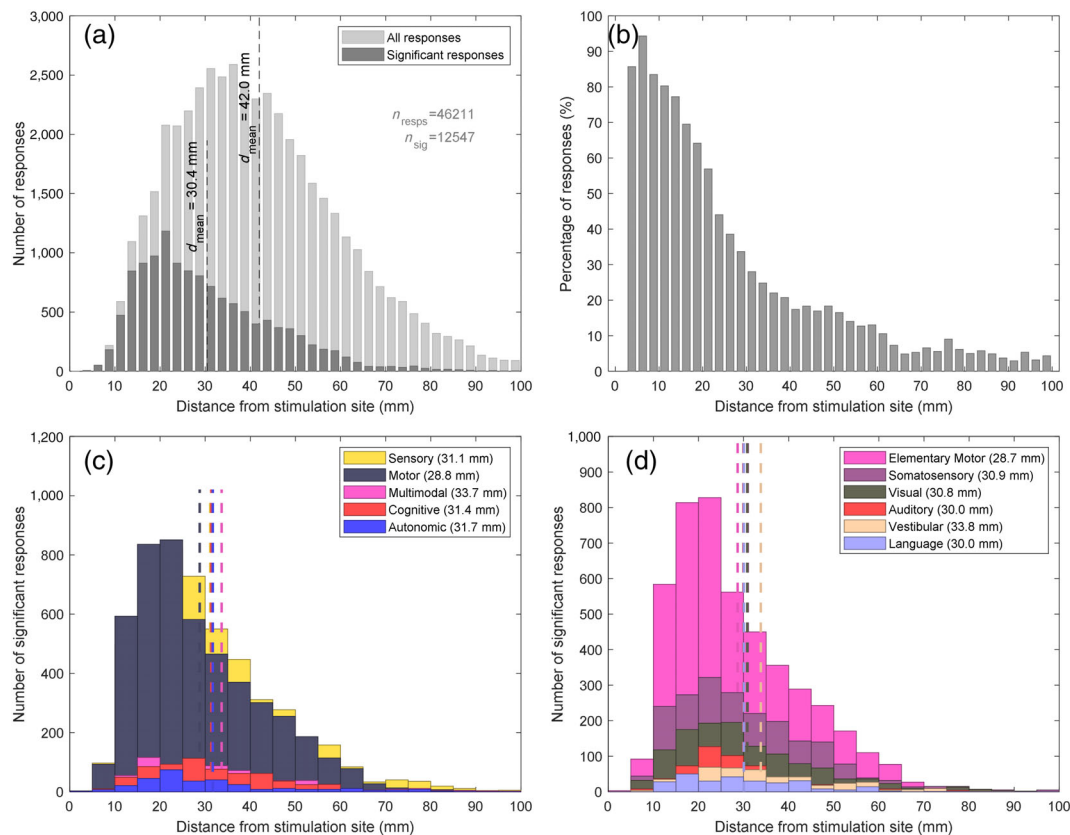 (a)
All responses
Significant responses
n_resps=46211
n_sig=12547
d_mean = 30.4 mm
d_mean = 42.0 mm
3,000
2,500
2,000
1,500
1,000
500
0
0 10 20 30 40 50 60 70 80 90 100
Number of responses
Distance from stimulation site (mm)
(b)
100
90
80
70
60
50
40
30
20
10
0
0 20 40 60 80 100
Percentage of responses (%)
Distance from stimulation site (mm)
(c)
Sensory (31.1 mm)
Motor (28.8 mm)
Multimodal (33.7 mm)
Cognitive (31.4 mm)
Autonomic (31.7 mm)
1,200
1,000
800
600
400
200
0
0 10 20 30 40 50 60 70 80 90 100
Number of significant responses
Distance from stimulation site (mm)
(d)
Elementary Motor (28.7 mm)
Somatosensory (30.9 mm)
Visual (30.8 mm)
Auditory (30.0 mm)
Vestibular (33.8 mm)
Language (30.0 mm)
1,000
900
800
700
600
500
400
300
200
100
0
0 10 20 30 40 50 60 70 80 90 100
Number of significant responses
Distance from stimulation site (mm)